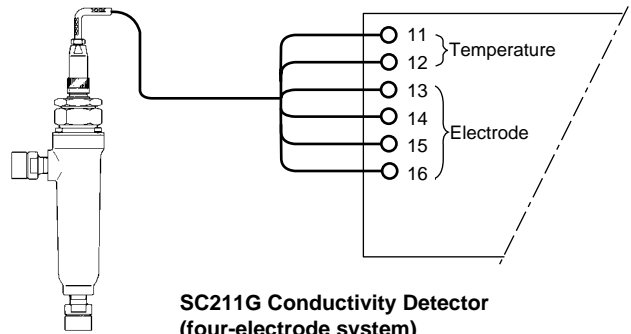 11
12
Temperature
13
14
15
16
Electrode
SC211G Conductivity Detector
(four-electrode system)